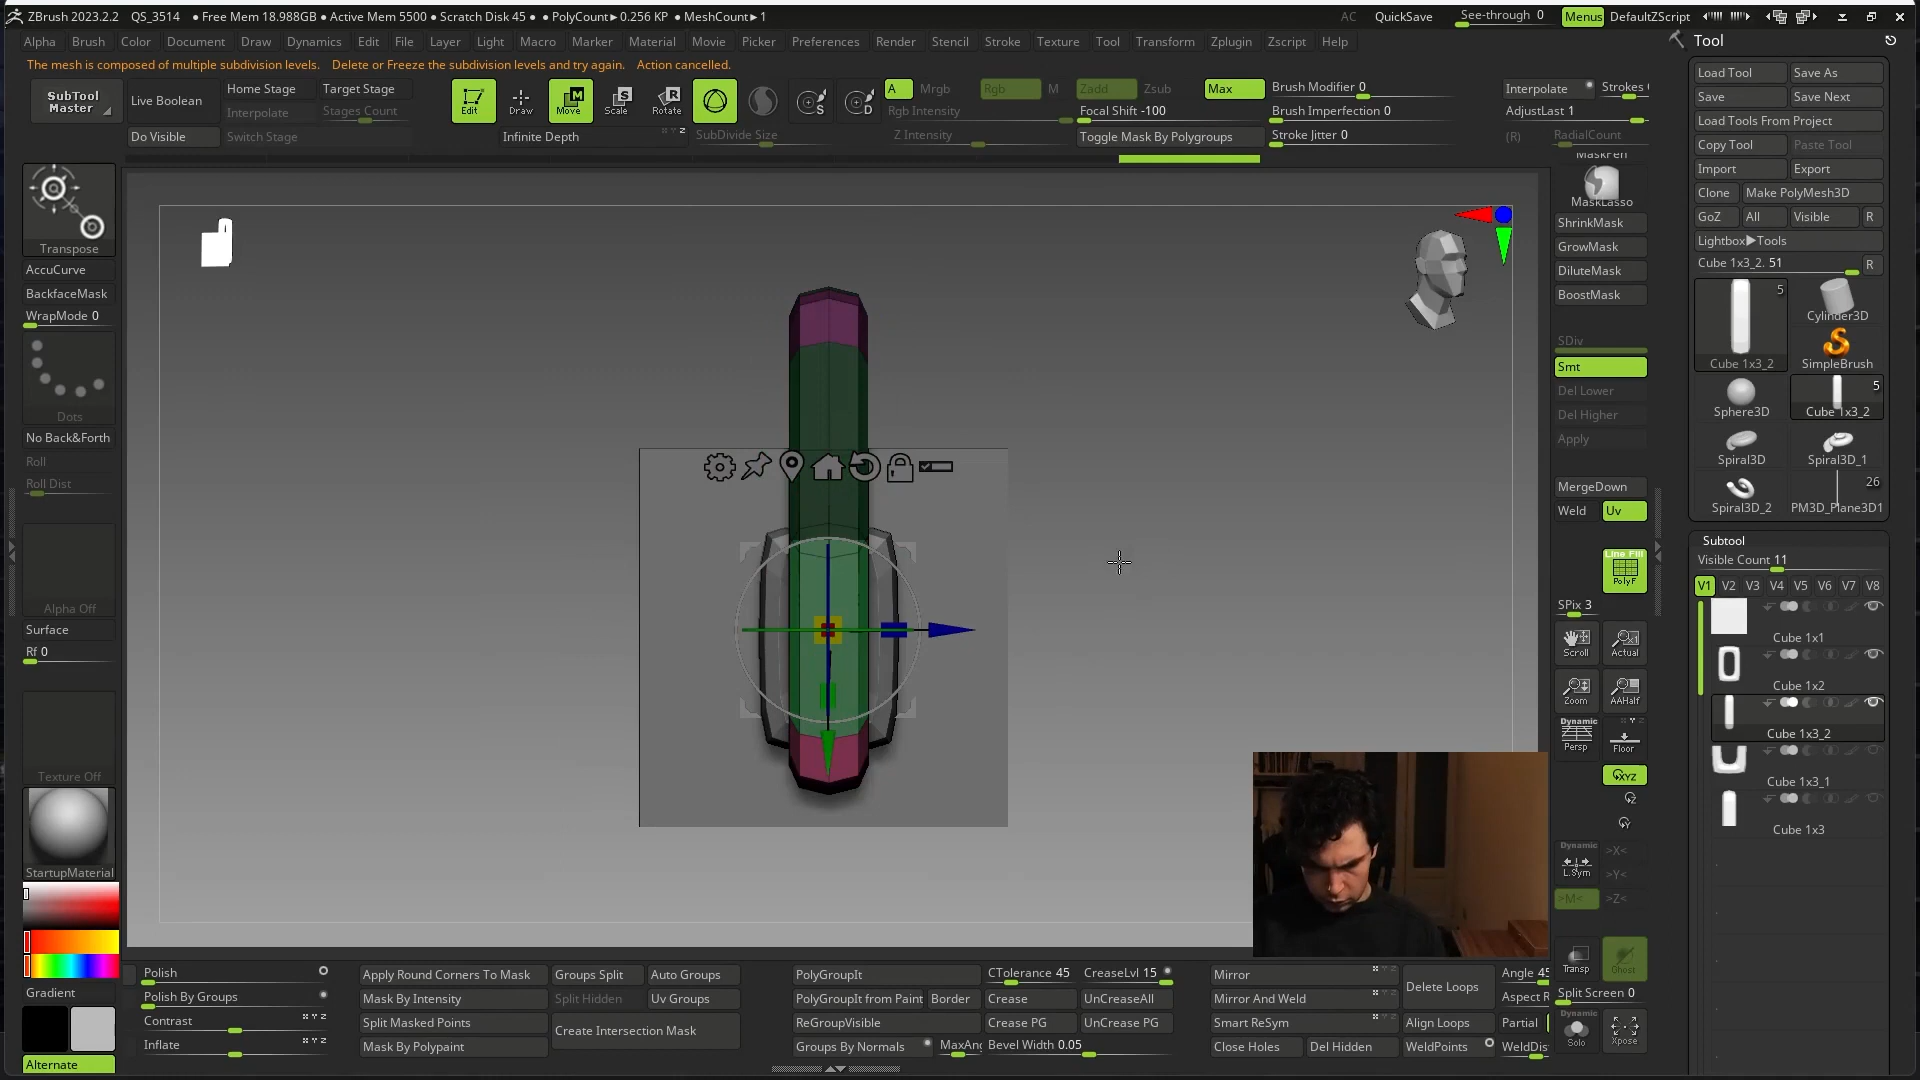 ZBrush 2023.2.2 QS_3514 ● Free Mem 18.988GB ● Active Mem 5500 ● Scratch Disk 45 ● ● PolyCount►0.256 KP ● MeshCount►1
AC QuickSave See-through 0 Menus DefaultZScript
Alpha Brush Color Document Draw Dynamics Edit File Layer Light Macro Marker Material Movie Picker Preferences Render Stencil Stroke Texture Tool Transform Zplugin Zscript Help
The mesh is composed of multiple subdivision levels. Delete or Freeze the subdivision levels and try again. Action cancelled.
SubTool Master
Live Boolean
Do Visible
Home Stage Target Stage
Interpolate Stages Count
Switch Stage
Edit Draw Move Scale Rotate
S D
Infinite Depth
SubDivide Size
A Mrgb Rgb M Zadd Zsub Max
Rgb Intensity Focal Shift -100
Z Intensity Toggle Mask By Polygroups
Brush Modifier 0
Brush Imperfection 0
Stroke Jitter 0
Interpolate Strokes
AdjustLast 1
(R) RadialCount
Transpose
AccuCurve
BackfaceMask
WrapMode 0
Dots
No Back&Forth
Roll
Roll Dist
Alpha Off
Surface
Rf 0
Texture Off
StartupMaterial
Gradient
Alternate
MaskPen
MaskLasso
ShrinkMask
GrowMask
DiluteMask
BoostMask
SDiv
Smt
Del Lower
Del Higher
Apply
MergeDown
Weld Uv
Line Fill
PolyF
SPix 3
Scroll Actual
Zoom AAHalf
Dynamic
Persp Floor
XYZ
Z
Y
Dynamic
L.Sym
>X<
>Y<
>M< >Z<
Transp Ghost
Split Screen 0
Dynamic
Solo Xpose
Tool
Load Tool Save As
Save Save Next
Load Tools From Project
Copy Tool Paste Tool
Import Export
Clone Make PolyMesh3D
GoZ All Visible R
Lightbox►Tools
Cube 1x3_2. 51 R
5
Cylinder3D
Cube 1x3_2 SimpleBrush
5
Sphere3D Cube 1x3_2
Spiral3D Spiral3D_1
26
Spiral3D_2 PM3D_Plane3D1
Subtool
Visible Count 11
V1 V2 V3 V4 V5 V6 V7 V8
Cube 1x1
Cube 1x2
Cube 1x3_2
Cube 1x3_1
Cube 1x3
Polish
Polish By Groups
Contrast
Inflate
Apply Round Corners To Mask Groups Split Auto Groups
Mask By Intensity Split Hidden Uv Groups
Split Masked Points Create Intersection Mask
Mask By Polypaint
PolyGroupIt CTolerance 45 CreaseLvl 15
PolyGroupIt from Paint Border Crease UnCreaseAll
ReGroupVisible Crease PG UnCrease PG
Groups By Normals MaxAng Bevel Width 0.05
Mirror Delete Loops Angle 45
Mirror And Weld Aspect R
Smart ReSym Align Loops Partial
Close Holes Del Hidden WeldPoints WeldDis